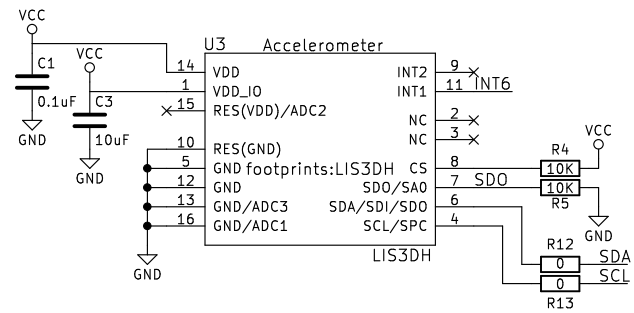 VCC
U3 Accelerometer
VCC
C1
14 VDD INT2 9
1 VDD_IO INT1 11 INT6
0.1uF C3
15 RES(VDD)/ADC2
NC 2
GND 10uF
NC 3
10 RES(GND)
VCC
R4
GND
5 GND footprints:LIS3DH CS 8 10K
12 GND SDO/SA0 7 SDO 10K
R5
13 GND/ADC3 SDA/SDI/SDO 6
16 GND/ADC1 SCL/SPC 4
GND
R12
LIS3DH
GND
0 SDA
0 SCL
R13